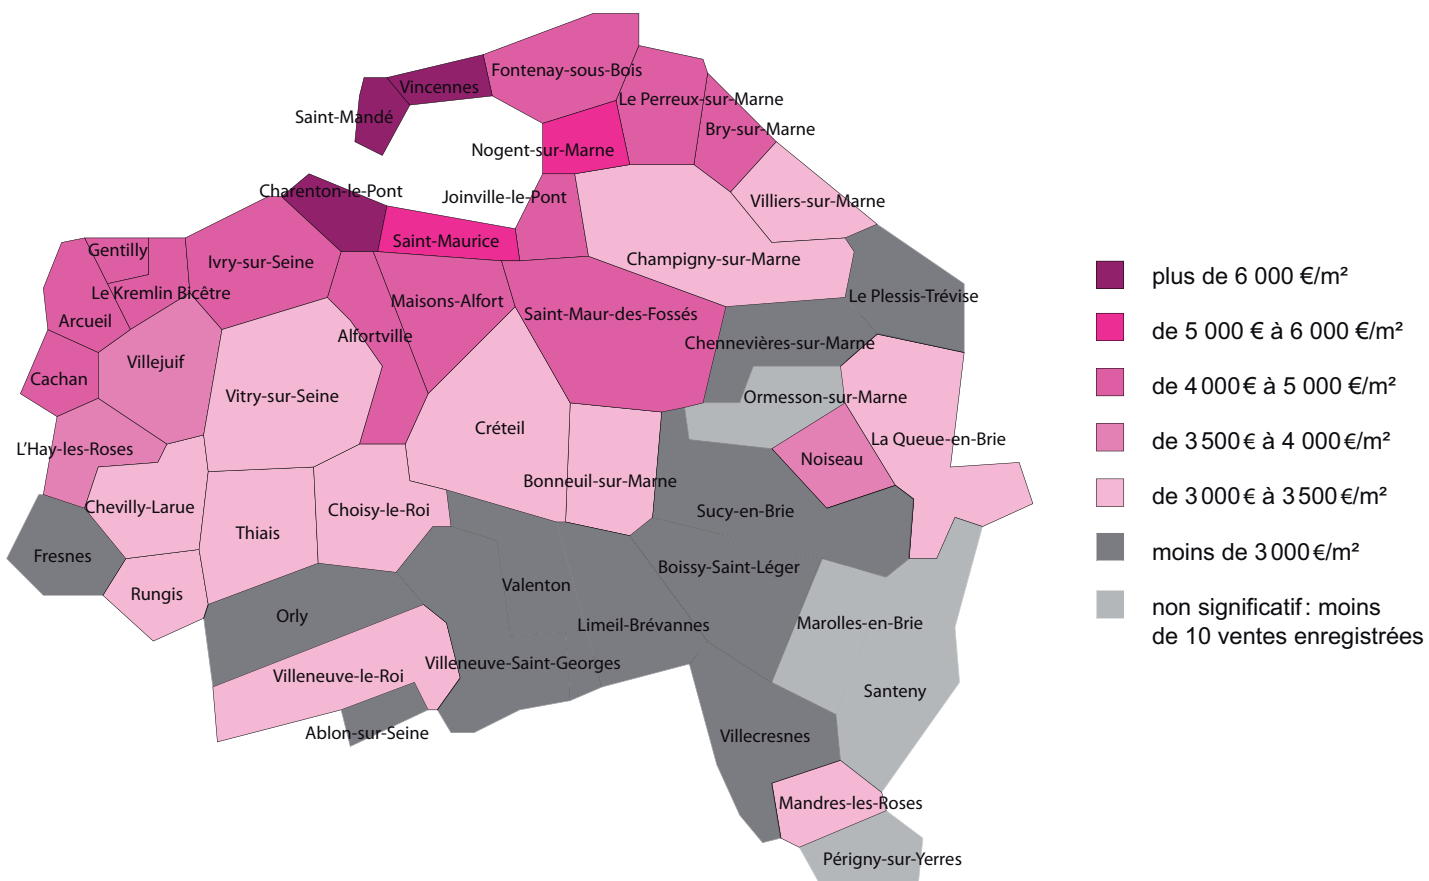 Fontenay-sous-Bois
Vincennes
Le Perreux-sur-Marne
Saint-Mandé
Bry-sur-Marne
Nogent-sur-Marne
Charenton-le-Pont
Joinville-le-Pont
Villiers-sur-Marne
Saint-Maurice
Gentilly
Ivry-sur-Seine
Champigny-sur-Marne
Le Kremlin Bicêtre
Maisons-Alfort
Le Plessis-Trévise
Arcueil
Saint-Maur-des-Fossés
Alfortville
Chennevières-sur-Marne
Villejuif
Cachan
Vitry-sur-Seine
Ormesson-sur-Marne
Créteil
La Queue-en-Brie
L'Hay-les-Roses
Noiseau
Bonneuil-sur-Marne
Chevilly-Larue
Choisy-le-Roi
Sucy-en-Brie
Thiais
Fresnes
Boissy-Saint-Léger
Valenton
Rungis
Orly
Limeil-Brévannes
Marolles-en-Brie
Villeneuve-Saint-Georges
Villeneuve-le-Roi
Santeny
Ablon-sur-Seine
Villecresnes
Mandres-les-Roses
Périgny-sur-Yerres
plus de 6 000 €/m²
de 5 000 € à 6 000 €/m²
de 4 000 € à 5 000 €/m²
de 3 500 € à 4 000 €/m²
de 3 000 € à 3 500 €/m²
moins de 3 000 €/m²
non significatif : moins
de 10 ventes enregistrées